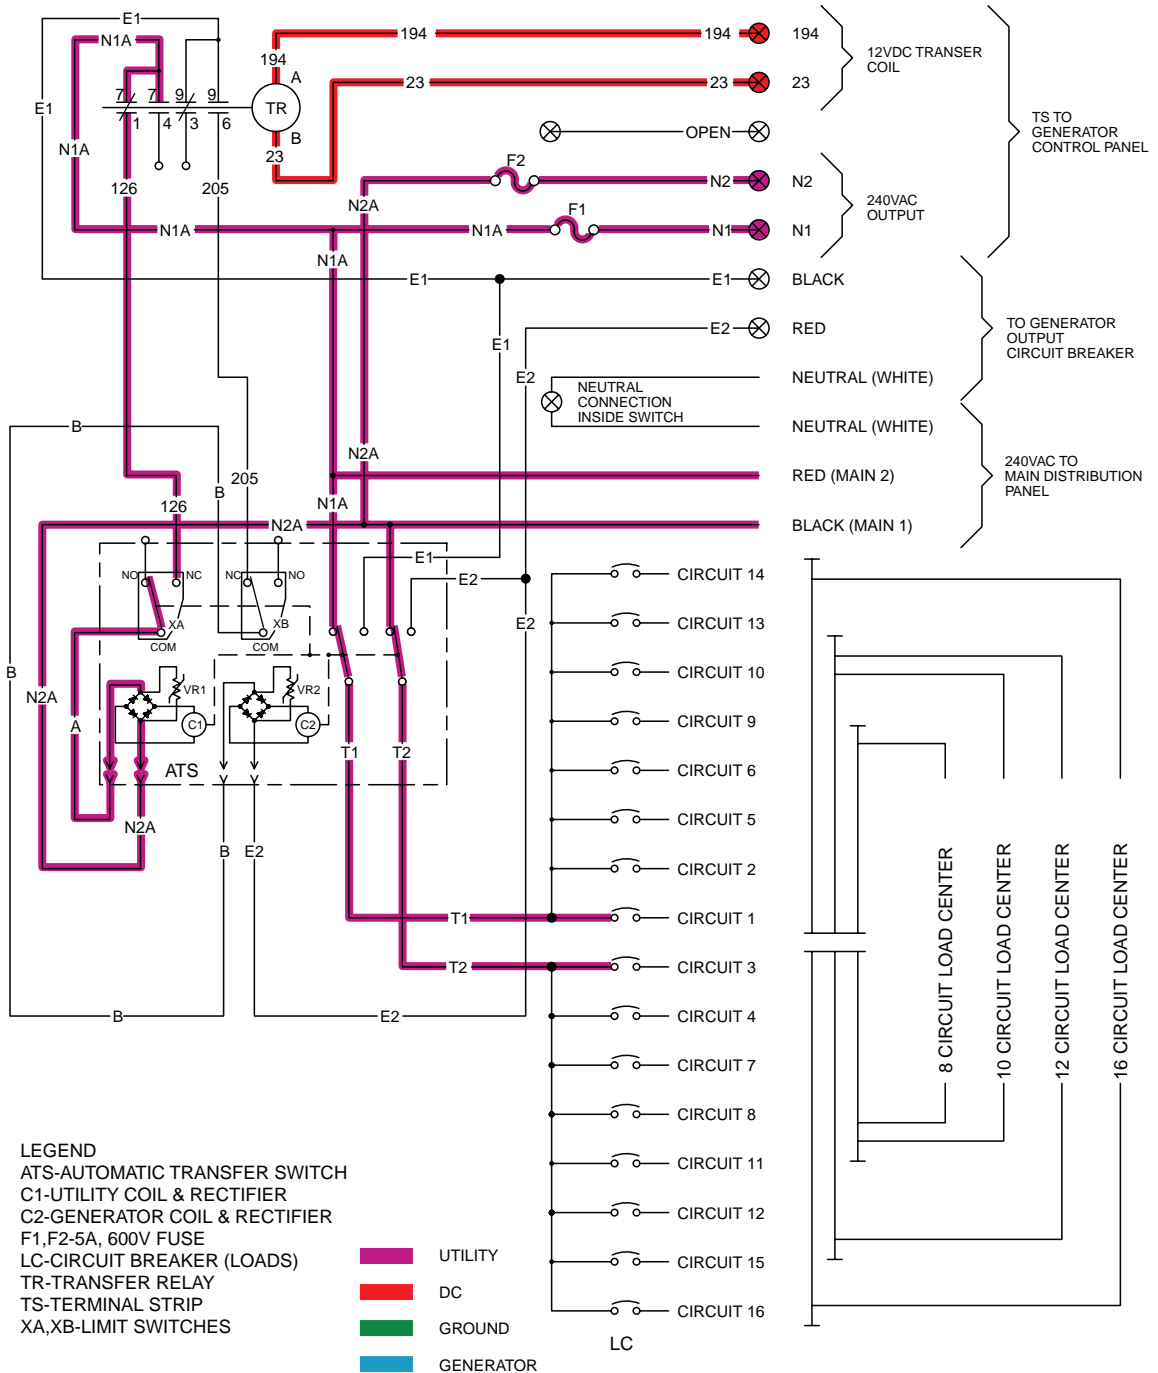 E1
N1A
194
194
194
12VDC TRANSER
COIL
194
A
7
7
9
9
E1
TR
23
23
23
TS TO
GENERATOR
CONTROL PANEL
1
4
3
6
B
OPEN
N1A
23
F2
126
205
N2
N2
N2A
240VAC
OUTPUT
F1
N1A
N1A
N1
N1
N1A
E1
E1
BLACK
E2
RED
TO GENERATOR
OUTPUT
CIRCUIT BREAKER
E1
E2
NEUTRAL
CONNECTION
INSIDE SWITCH
NEUTRAL (WHITE)
B
NEUTRAL (WHITE)
N2A
240VAC TO
MAIN DISTRIBUTION
PANEL
205
RED (MAIN 2)
B
126
N1A
N2A
BLACK (MAIN 1)
E1
NO
NC
NC
NO
E2
CIRCUIT 14
XA
XB
E2
CIRCUIT 13
COM
COM
B
CIRCUIT 10
N2A
VR1
VR2
A
C1
C2
CIRCUIT 9
T1
T2
ATS
CIRCUIT 6
N2A
CIRCUIT 5
B
E2
CIRCUIT 2
8 CIRCUIT LOAD CENTER
10 CIRCUIT LOAD CENTER
12 CIRCUIT LOAD CENTER
16 CIRCUIT LOAD CENTER
T1
CIRCUIT 1
T2
CIRCUIT 3
B
E2
CIRCUIT 4
CIRCUIT 7
CIRCUIT 8
CIRCUIT 11
CIRCUIT 12
CIRCUIT 15
CIRCUIT 16
LC
LEGEND
ATS-AUTOMATIC TRANSFER SWITCH
C1-UTILITY COIL & RECTIFIER
C2-GENERATOR COIL & RECTIFIER
F1,F2-5A, 600V FUSE
LC-CIRCUIT BREAKER (LOADS)
TR-TRANSFER RELAY
TS-TERMINAL STRIP
XA,XB-LIMIT SWITCHES
UTILITY
DC
GROUND
GENERATOR